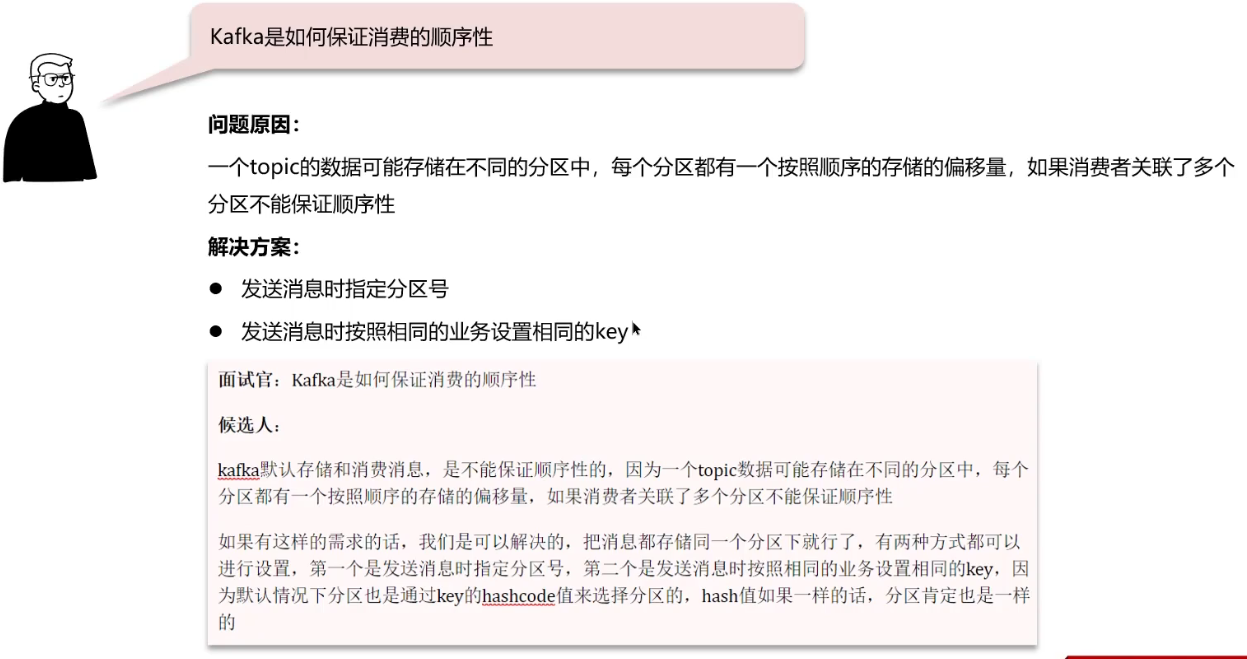 Kafka是如何保证消费的顺序性
问题原因：
一个topic的数据可能存储在不同的分区中，每个分区都有一个按照顺序的存储的偏移量，如果消费者关联了多个
分区不能保证顺序性
解决方案：
● 发送消息时指定分区号
● 发送消息时按照相同的业务设置相同的key
面试官：Kafka是如何保证消费的顺序性
候选人：
kafka默认存储和消费消息，是不能保证顺序性的，因为一个topic数据可能存储在不同的分区中，每个
分区都有一个按照顺序的存储的偏移量，如果消费者关联了多个分区不能保证顺序性
如果有这样的需求的话，我们是可以解决的，把消息都存储同一个分区下就行了，有两种方式都可以
进行设置，第一个是发送消息时指定分区号，第二个是发送消息时按照相同的业务设置相同的key，因
为默认情况下分区也是通过key的hashcode值来选择分区的，hash值如果一样的话，分区肯定也是一样
的